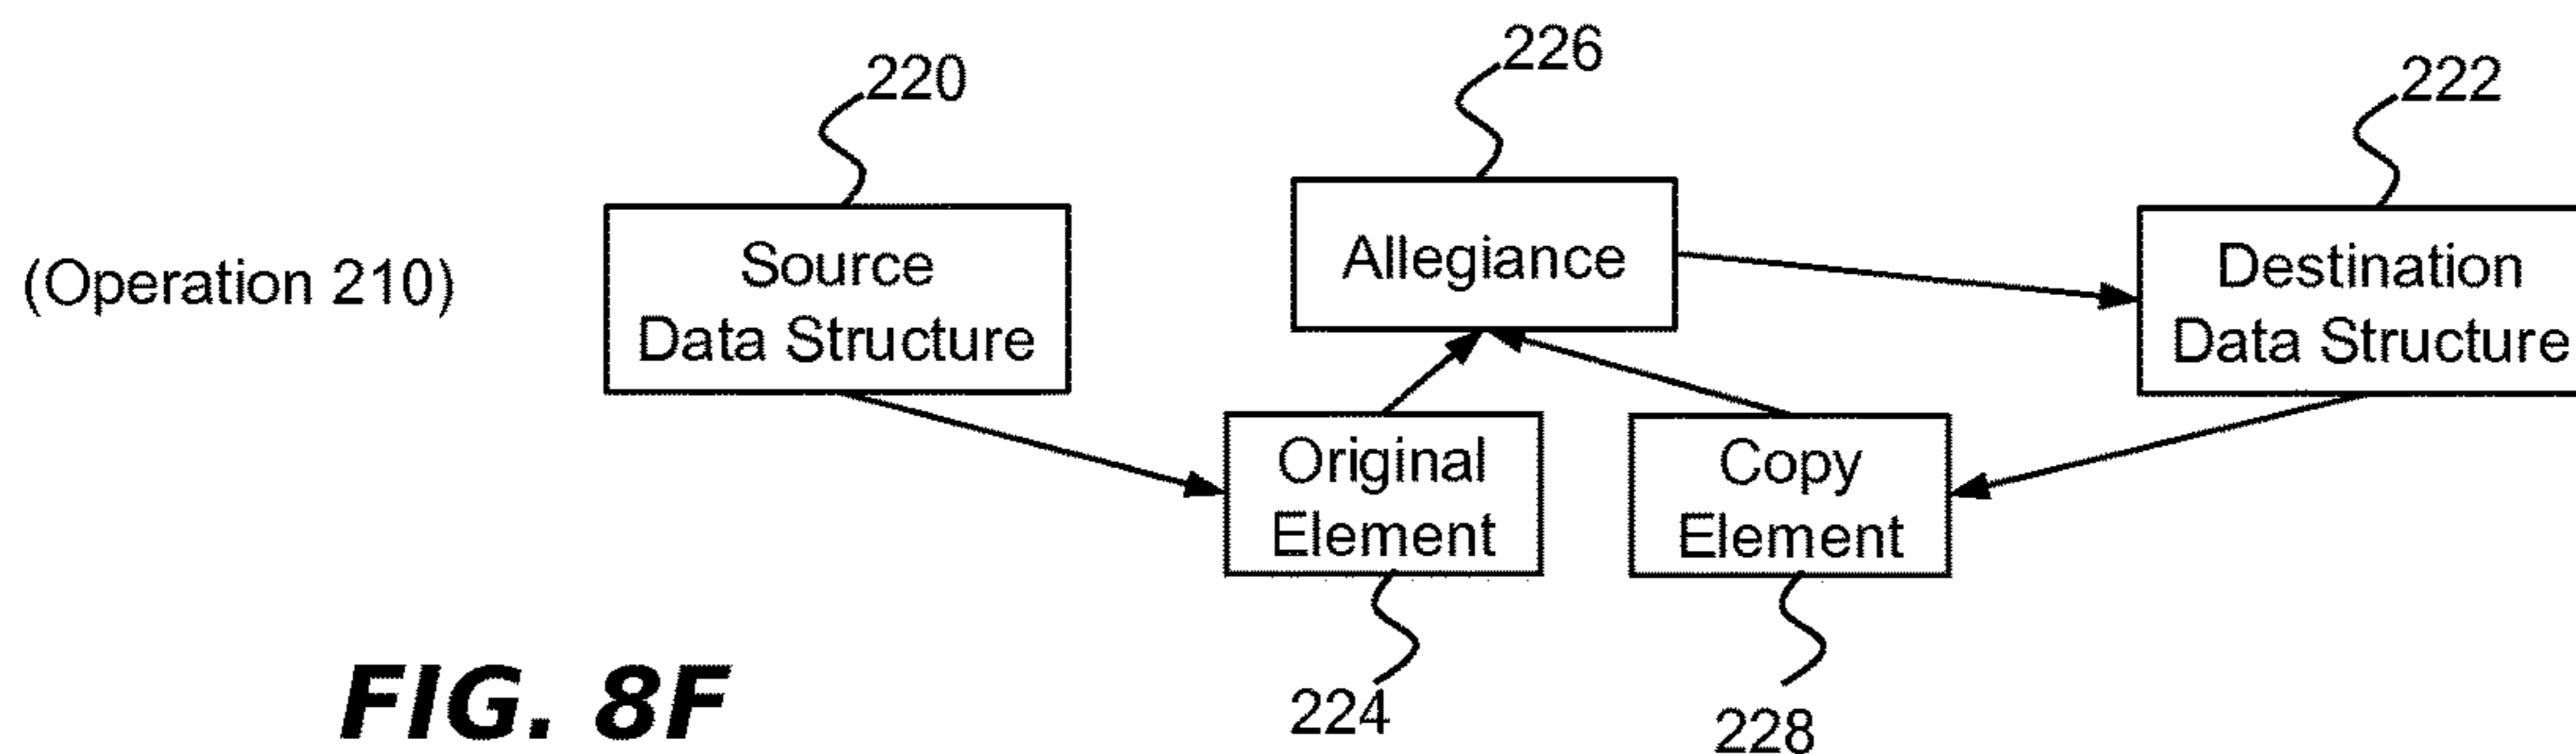 220
226
222
(Operation 210)
Source
Data Structure
Allegiance
Destination
Data Structure
Original
Element
Copy
Element
224
228
FIG. 8F